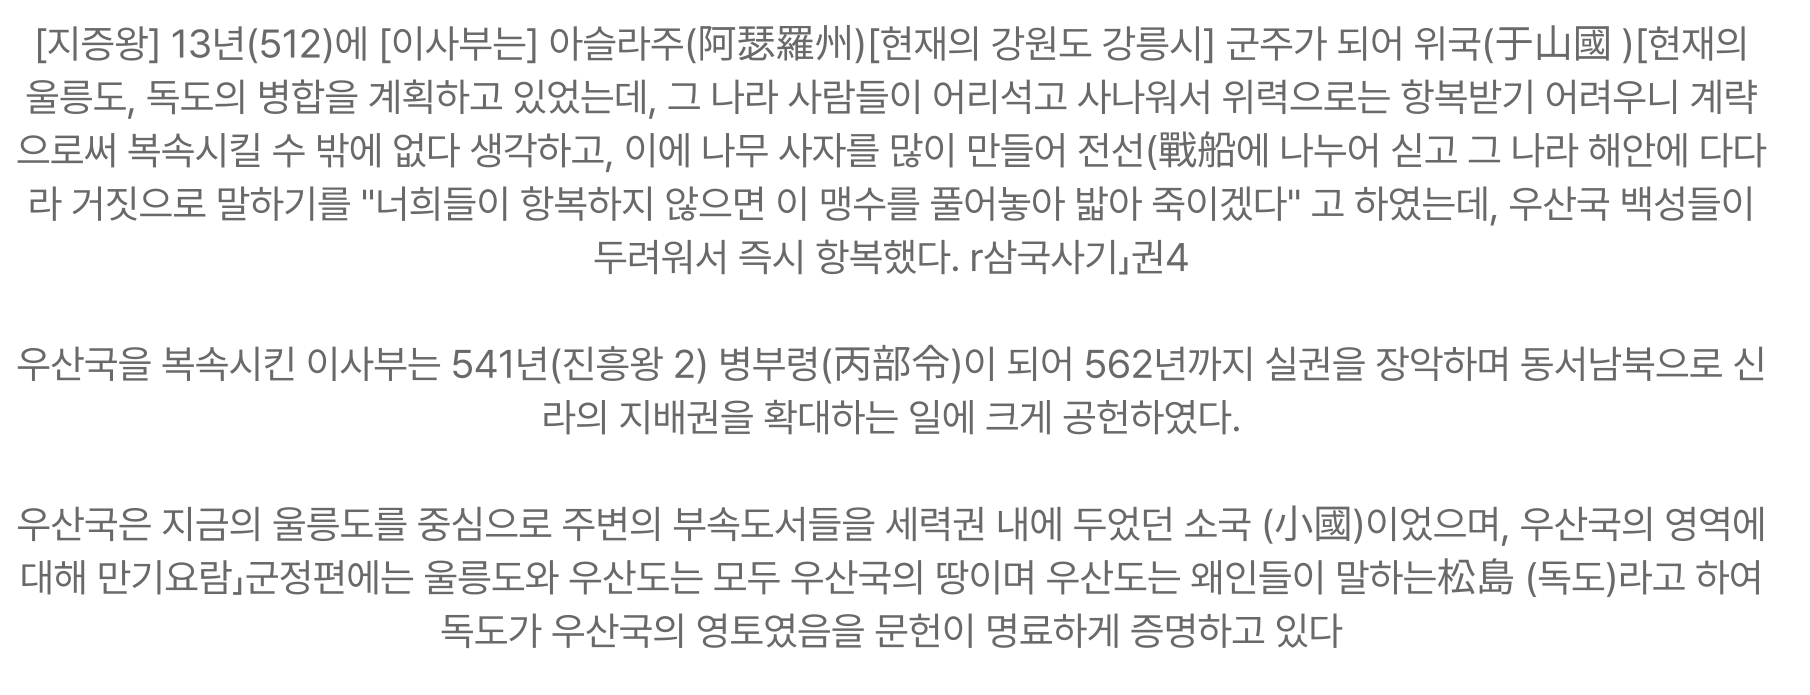 [지증왕] 13년(512)에 [이사부는] 아슬라주(阿瑟羅州)[현재의 강원도 강릉시] 군주가 되어 위국(于山國 )[현재의
울릉도, 독도의 병합을 계획하고 있었는데, 그 나라 사람들이 어리석고 사나워서 위력으로는 항복받기 어려우니 계략
으로써 복속시킬 수 밖에 없다 생각하고, 이에 나무 사자를 많이 만들어 전선(戰船에 나누어 싣고 그 나라 해안에 다다
라 거짓으로 말하기를 "너희들이 항복하지 않으면 이 맹수를 풀어놓아 밟아 죽이겠다" 고 하였는데, 우산국 백성들이
두려워서 즉시 항복했다. r삼국사기」권4
우산국을 복속시킨 이사부는 541년(진흥왕 2) 병부령(丙部令)이 되어 562년까지 실권을 장악하며 동서남북으로 신
라의 지배권을 확대하는 일에 크게 공헌하였다.
우산국은 지금의 울릉도를 중심으로 주변의 부속도서들을 세력권 내에 두었던 소국 (小國)이었으며, 우산국의 영역에
대해 만기요람」군정편에는 울릉도와 우산도는 모두 우산국의 땅이며 우산도는 왜인들이 말하는松島 (독도)라고 하여
독도가 우산국의 영토였음을 문헌이 명료하게 증명하고 있다